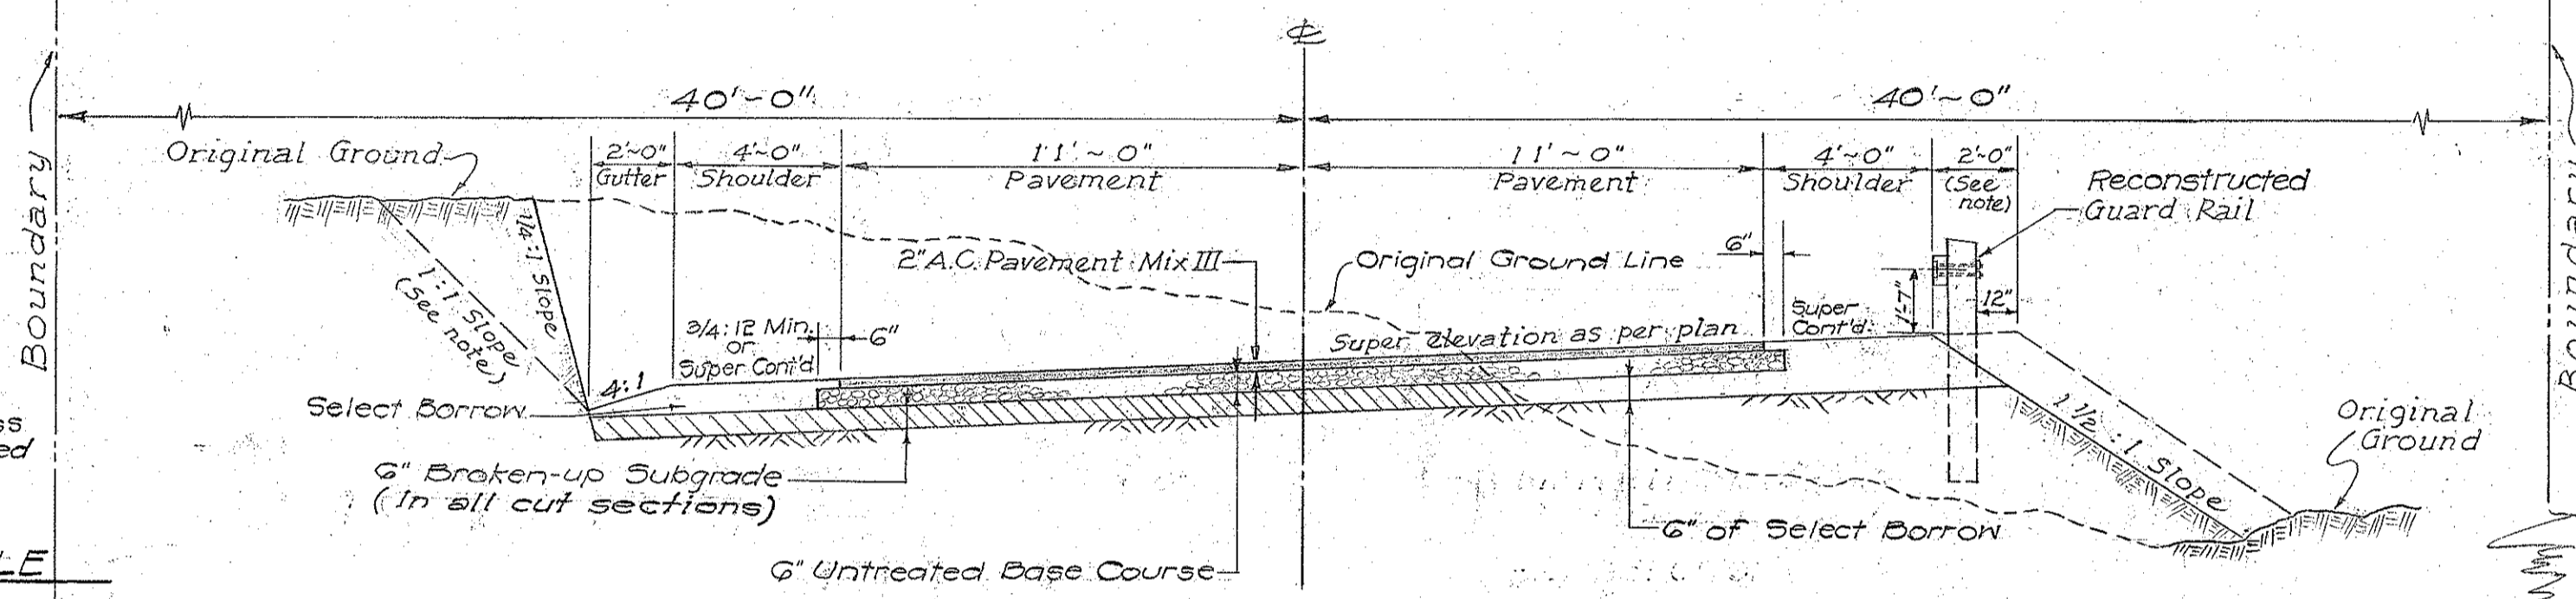 ℄
40'~0"
40'~0"
Boundary
Original Ground
2'~0"
Gutter
4'~0"
Shoulder
11'~0"
Pavement
11'~0"
Pavement
4'~0"
Shoulder
2'~0"
(See
note)
Reconstructed
Guard Rail
Boundary
1/4:1 Slope
1:1 Slope
(See note)
2" A.C. Pavement Mix III
Original Ground Line
6"
3/4:12 Min.
or
Super Cont'd
6"
Super elevation as per plan
Super
Cont'd
1'-7"
12"
4:1
Select Borrow
1 1/2 :1 Slope
Original
Ground
6" Broken-up Subgrade
(In all cut sections)
6" of Select Borrow
6" Untreated Base Course